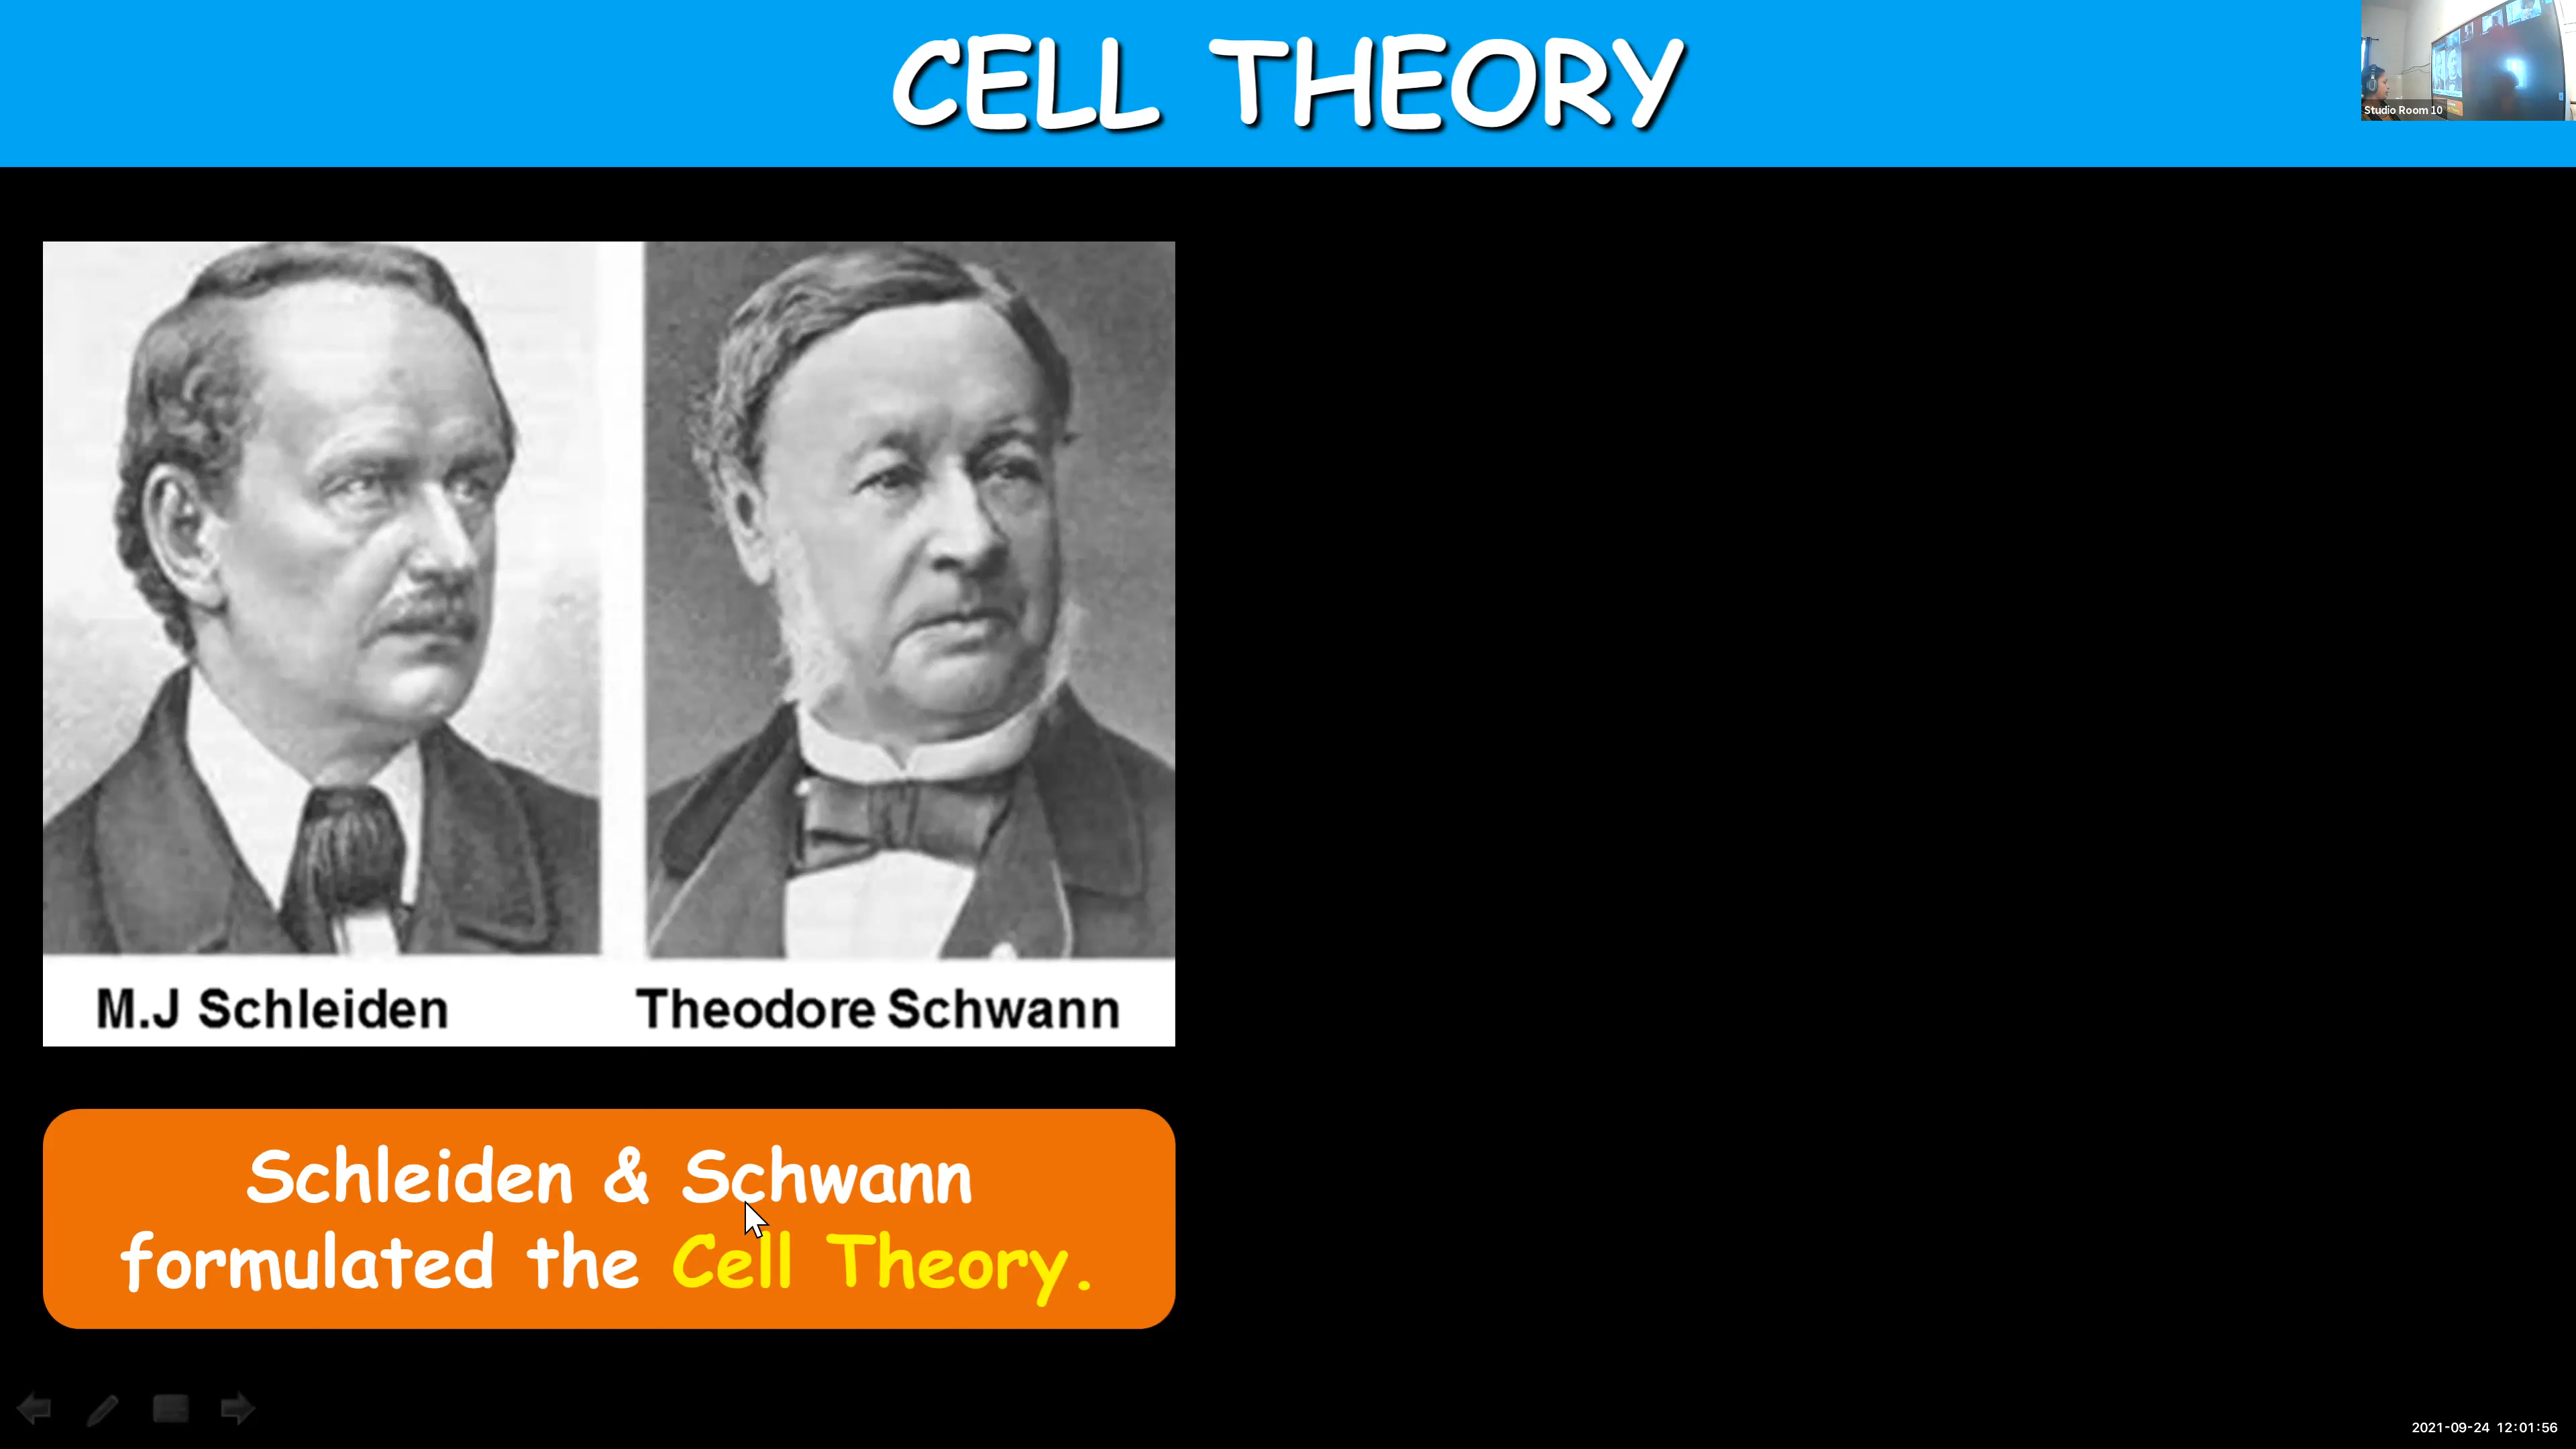 CELL THEORY
Studio Room 10
M.J Schleiden
Theodore Schwann
Schleiden & Schwann
formulated the Cell Theory.
2021-09-24 12:01:56